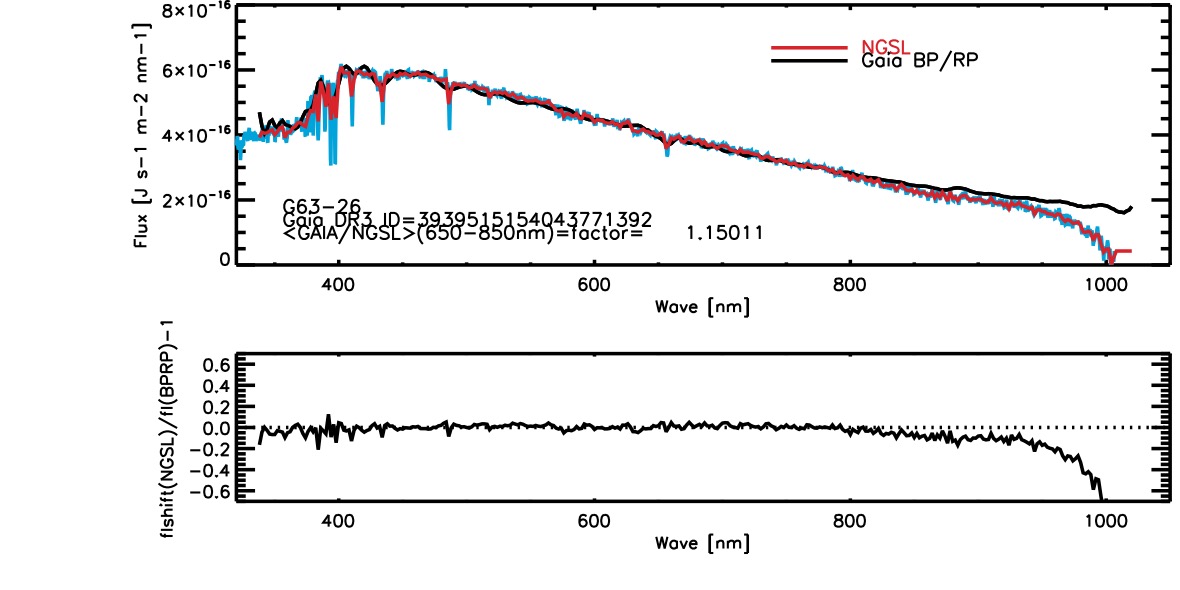 8×10⁻¹⁶
6×10⁻¹⁶
4×10⁻¹⁶
2×10⁻¹⁶
0
Flux [J s-1 m-2 nm-1]
NGSL
Gaia BP/RP
G63-26
Gaia DR3 ID=3939515154043771392
<GAIA/NGSL>(650-850nm)=factor= 1.15011
400 600 800 1000
Wave [nm]
0.6
0.4
0.2
0.0
-0.2
-0.4
-0.6
flshift(NGSL)/fl(BPRP)-1
400 600 800 1000
Wave [nm]